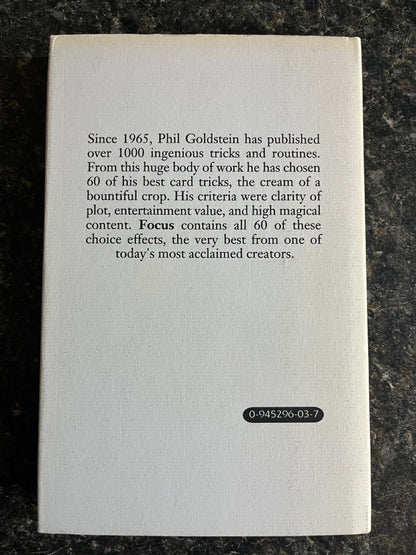 Since 1965, Phil Goldstein has published
over 1000 ingenious tricks and routines.
From this huge body of work he has chosen
60 of his best card tricks, the cream of a
bountiful crop. His criteria were clarity of
plot, entertainment value, and high magical
content. Focus contains all 60 of these
choice effects, the very best from one of
today's most acclaimed creators.
0-945296-03-7